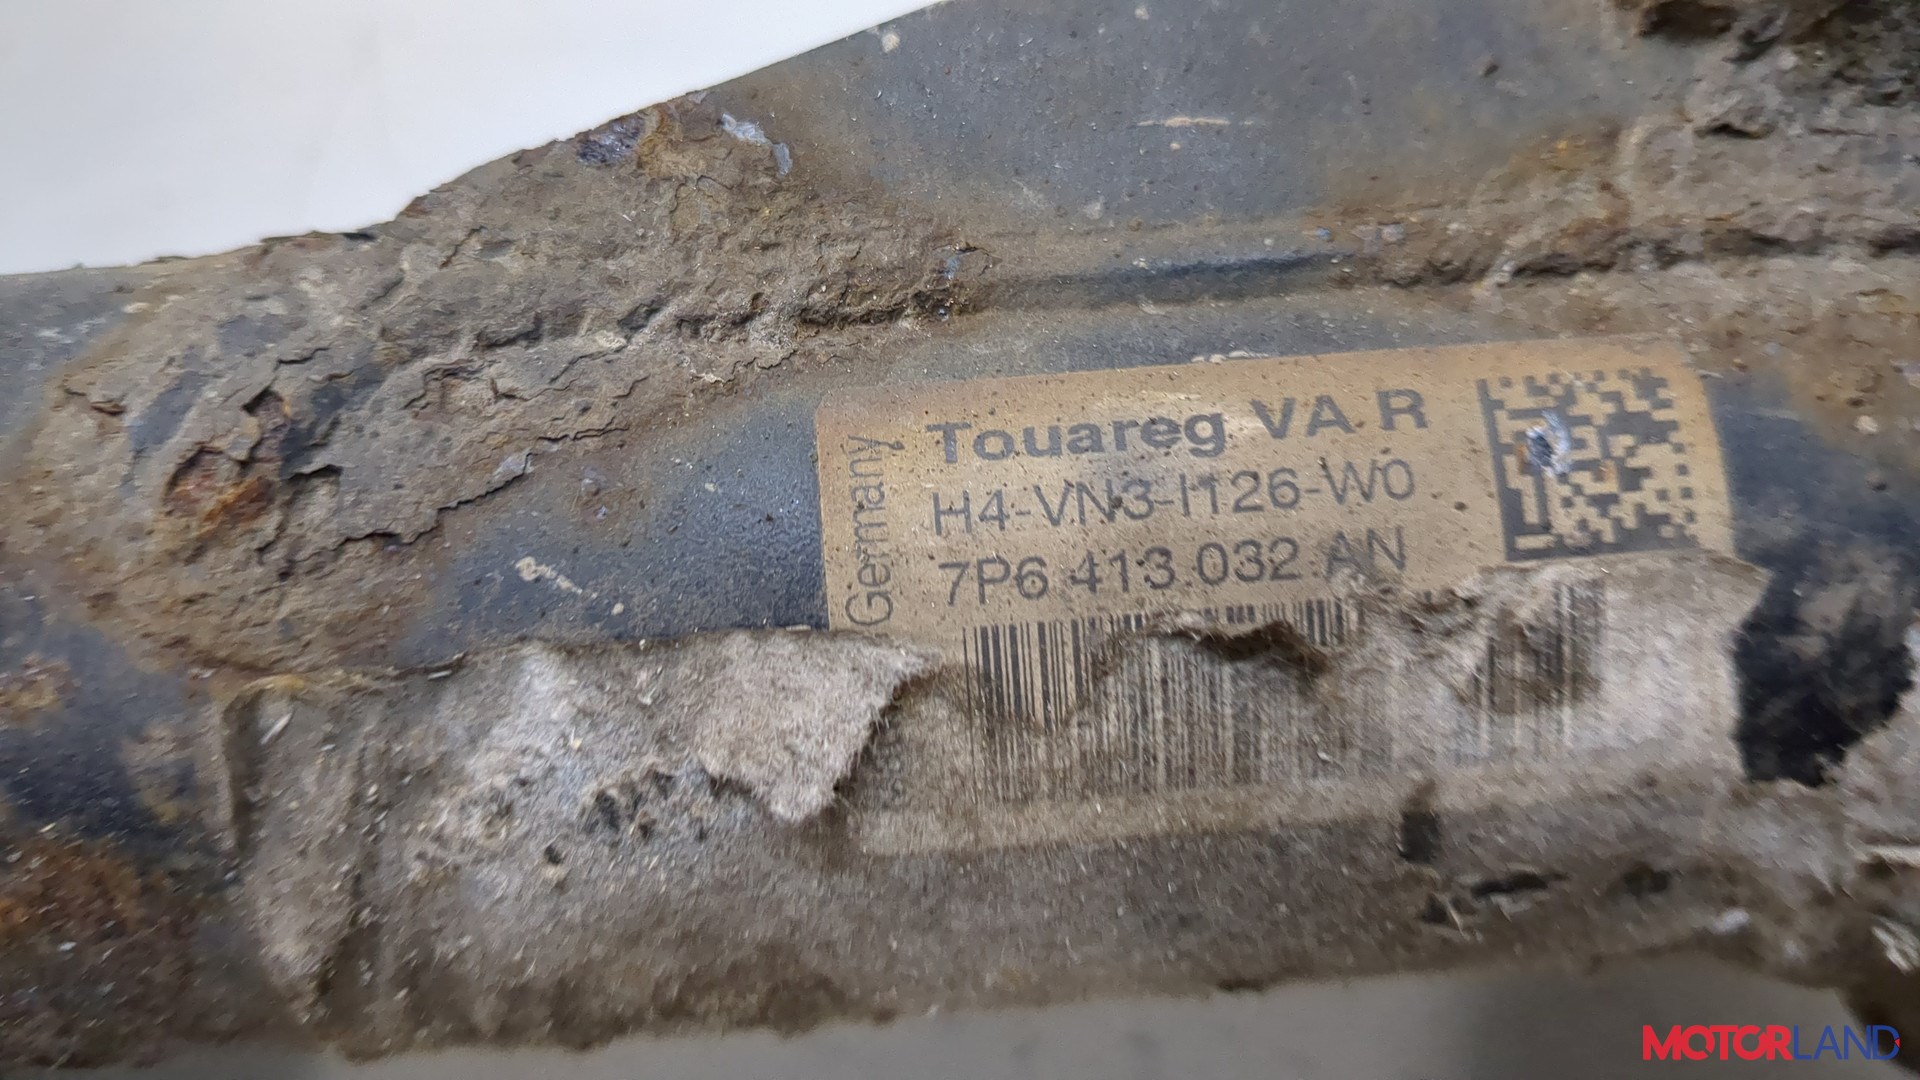 Germany
Touareg VA R
H4-VN3-I126-W0
7P6 413 032 AN
MOTORLAND